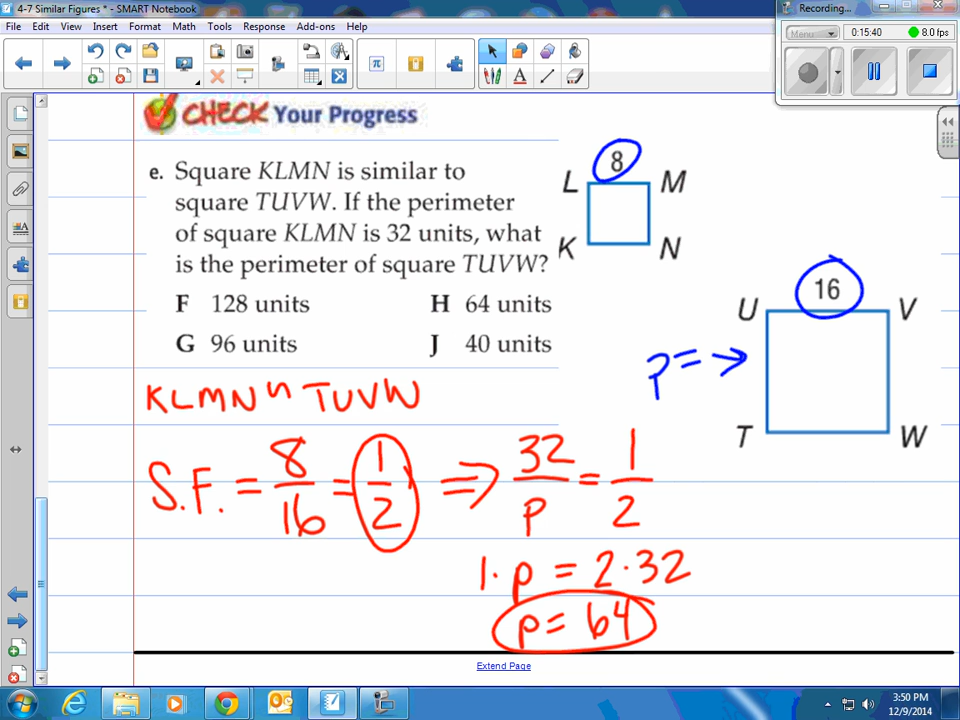 4-7 Similar Figures * - SMART Notebook
Recording...
File Edit View Insert Format Math Tools Response Add-ons Help
Menu
0:15:40
8.0 fps
CHECK Your Progress
e. Square KLMN is similar to
square TUVW. If the perimeter
of square KLMN is 32 units, what
is the perimeter of square TUVW?
F 128 units
H 64 units
G 96 units
J 40 units
8
L M
K N
16
U V
p = →
T W
KLMN ~ TUVW
S.F. = 8/16 = 1/2 ⇒ 32/p = 1/2
1 · p = 2 · 32
p = 64
Extend Page
3:50 PM
12/9/2014